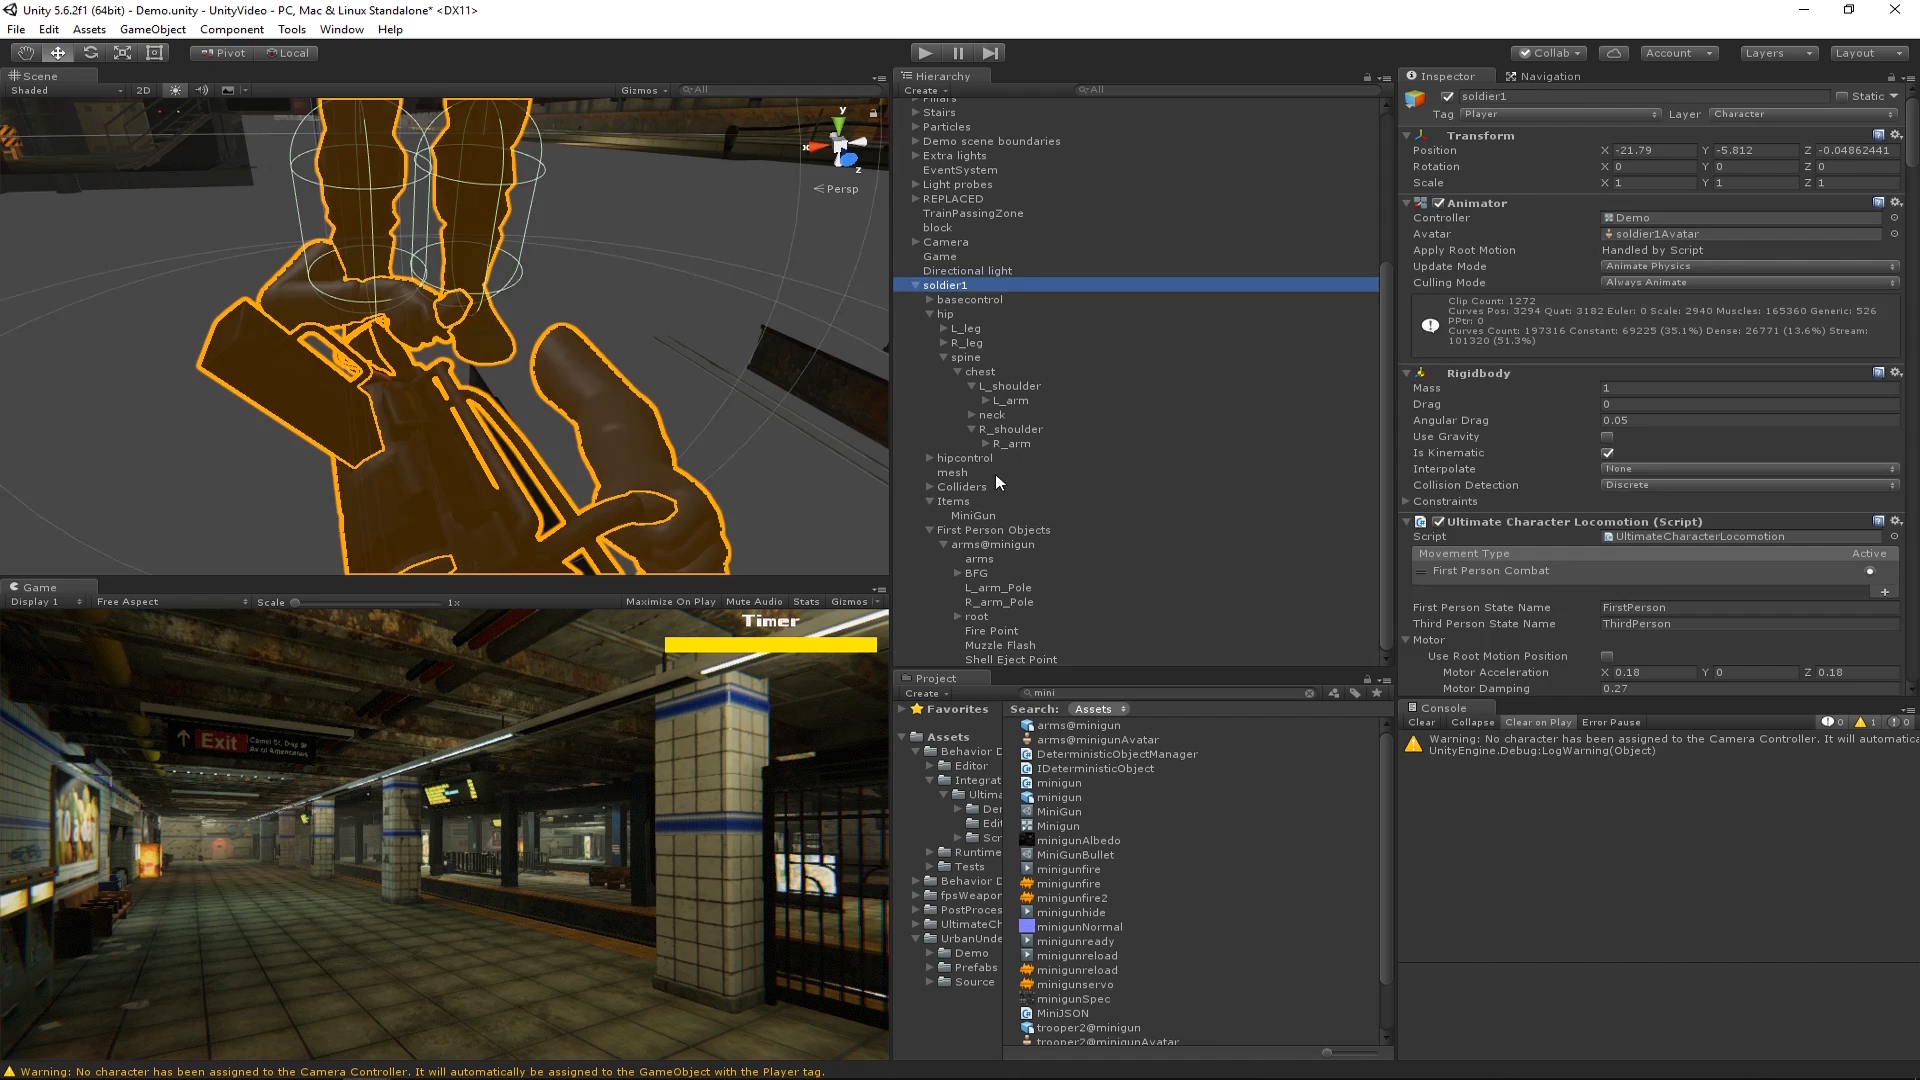 Unity 5.6.2f1 (64bit) - Demo.unity - UnityVideo - PC, Mac & Linux Standalone* <DX11>
File Edit Assets GameObject Component Tools Window Help
Pivot Local
Collab Account Layers Layout
Scene
Shaded 2D Gizmos All
y
x
z
Persp
Game
Display 1 Free Aspect Scale 1x Maximize On Play Mute Audio Stats Gizmos
Timer
Exit
Hierarchy
Create All
Pillars
Stairs
Particles
Demo scene boundaries
Extra lights
EventSystem
Light probes
REPLACED
TrainPassingZone
block
Camera
Game
Directional light
soldier1
basecontrol
hip
L_leg
R_leg
spine
chest
L_shoulder
L_arm
neck
R_shoulder
R_arm
hipcontrol
mesh
Colliders
Items
MiniGun
First Person Objects
arms@minigun
arms
BFG
L_arm_Pole
R_arm_Pole
root
Fire Point
Muzzle Flash
Shell Eject Point
Project
Create mini
Favorites
Assets
Behavior D
Editor
Integrat
Ultima
Der
Edit
Scr
Runtime
Tests
Behavior D
fpsWeapon
PostProces
UltimateCh
UrbanUnde
Demo
Prefabs
Source
Search: Assets
arms@minigun
arms@minigunAvatar
DeterministicObjectManager
IDeterministicObject
minigun
minigun
MiniGun
Minigun
minigunAlbedo
MiniGunBullet
minigunfire
minigunfire
minigunfire2
minigunhide
minigunNormal
minigunready
minigunreload
minigunreload
minigunservo
minigunSpec
MiniJSON
trooper2@minigun
trooper2@minigunAvatar
Inspector Navigation
soldier1 Static
Tag Player Layer Character
Transform
Position X -21.79 Y -5.812 Z -0.04862441
Rotation X 0 Y 0 Z 0
Scale X 1 Y 1 Z 1
Animator
Controller Demo
Avatar soldier1Avatar
Apply Root Motion Handled by Script
Update Mode Animate Physics
Culling Mode Always Animate
Clip Count: 1272
Curves Pos: 3294 Quat: 3182 Euler: 0 Scale: 2940 Muscles: 165360 Generic: 526
PPtr: 0
Curves Count: 197316 Constant: 69225 (35.1%) Dense: 26771 (13.6%) Stream:
101320 (51.3%)
Rigidbody
Mass 1
Drag 0
Angular Drag 0.05
Use Gravity
Is Kinematic
Interpolate None
Collision Detection Discrete
Constraints
Ultimate Character Locomotion (Script)
Script UltimateCharacterLocomotion
Movement Type Active
First Person Combat
First Person State Name FirstPerson
Third Person State Name ThirdPerson
Motor
Use Root Motion Position
Motor Acceleration X 0.18 Y 0 Z 0.18
Motor Damping 0.27
Console
Clear Collapse Clear on Play Error Pause 0 1 0
Warning: No character has been assigned to the Camera Controller. It will automatica
UnityEngine.Debug:LogWarning(Object)
Warning: No character has been assigned to the Camera Controller. It will automatically be assigned to the GameObject with the Player tag.